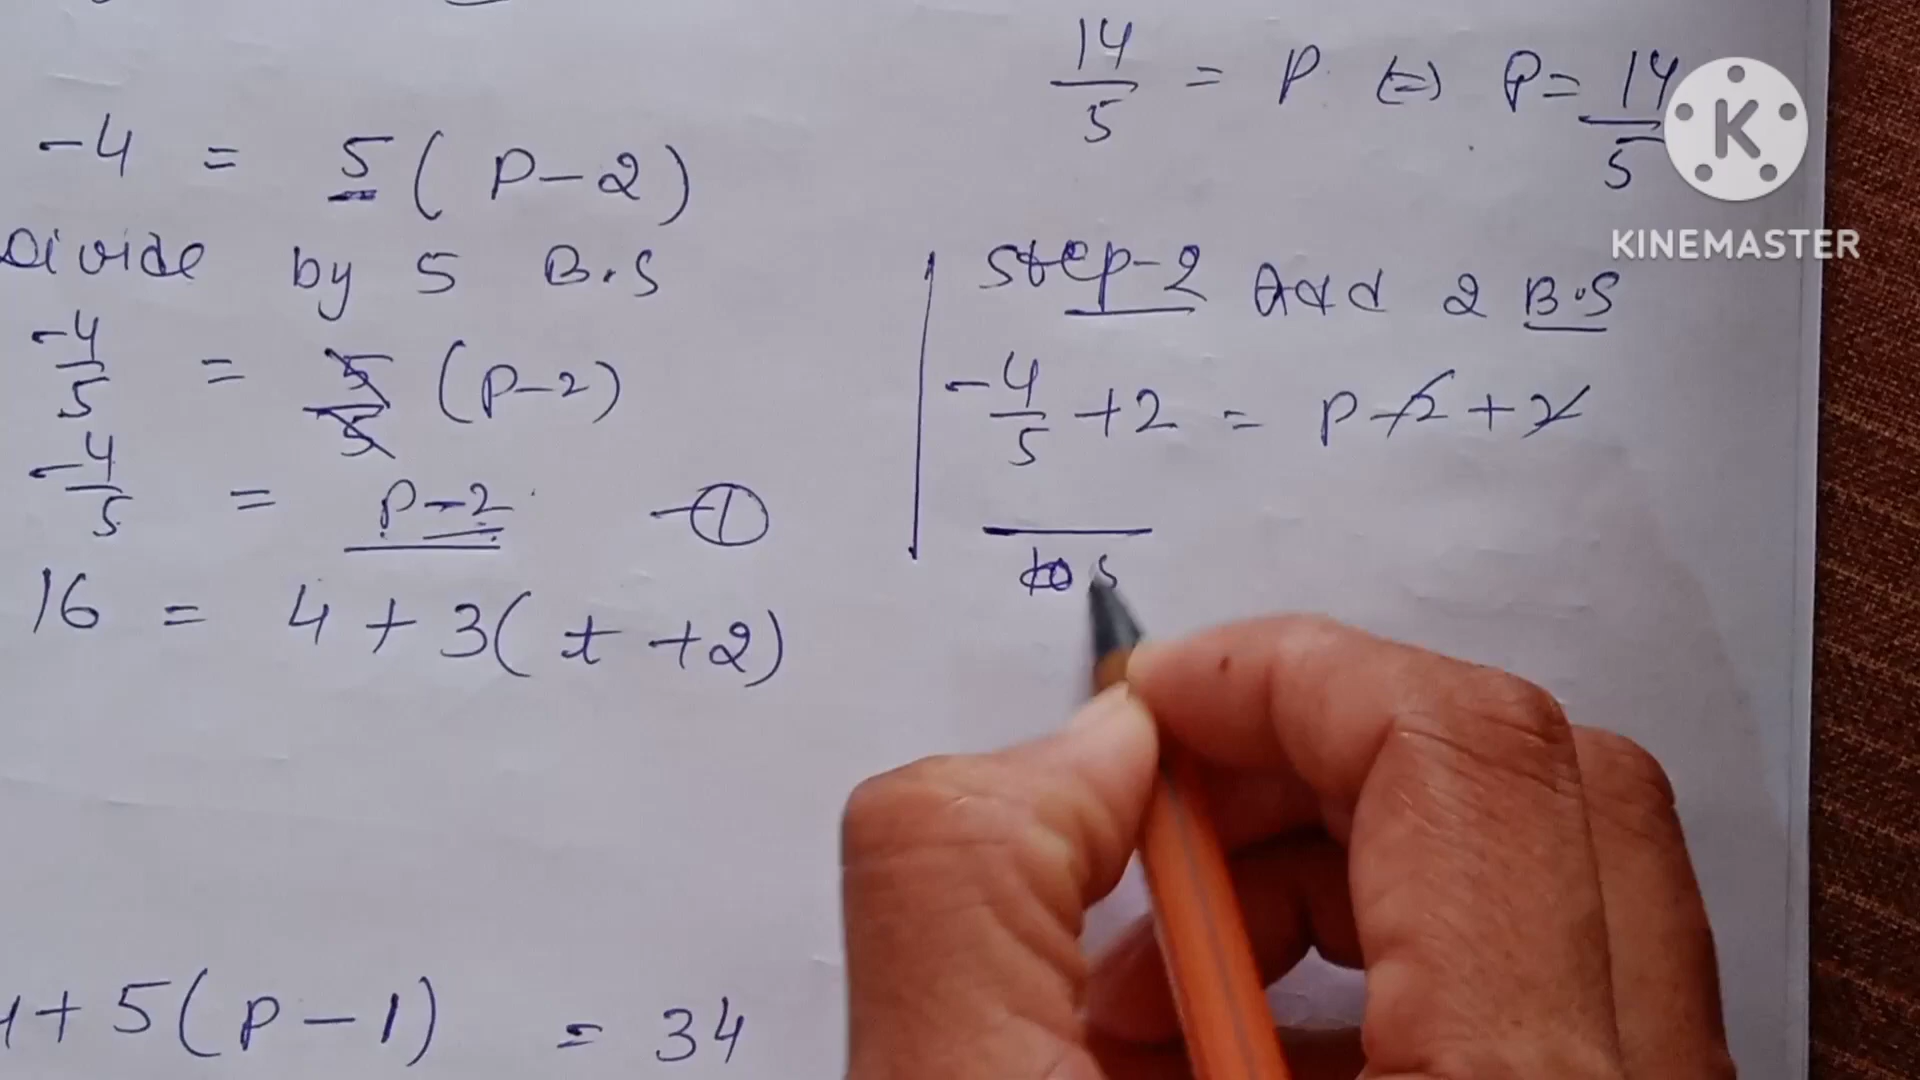 -4 = 5(P-2)
Divide by 5 B.S
-4/5 = 5/5 (P-2)
-4/5 = P-2 -①
16 = 4+3(t+2)
+5(P-1) = 34
14/5 = P (=) P = 14/5
Step-2 Add 2 B.S
-4/5 +2 = P-2+2
5
K
KINEMASTER